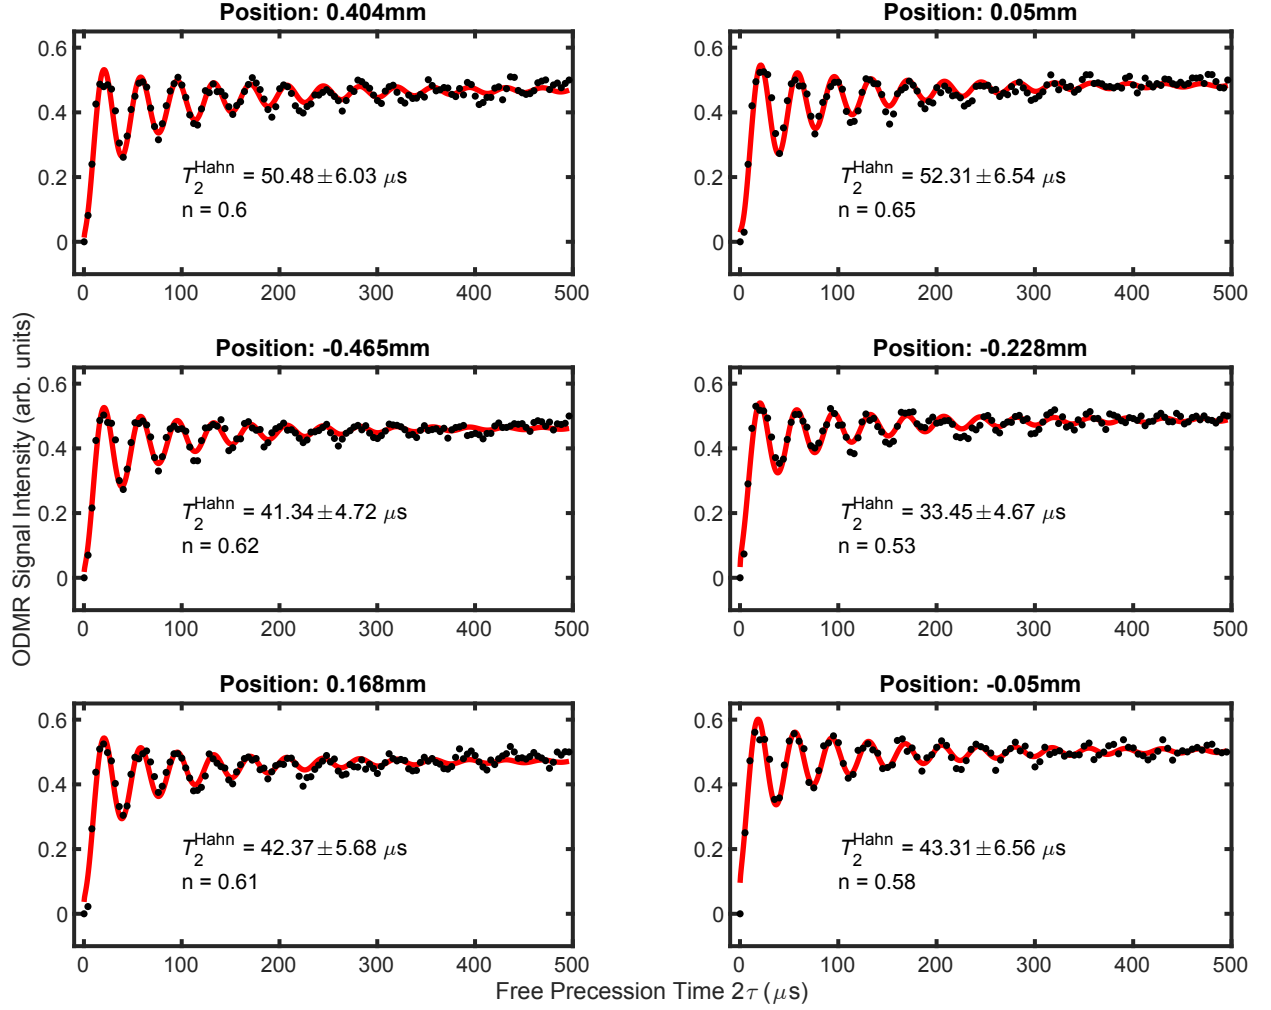 Position: 0.404mm
0.6
0.4
0.2
0
T₂ᴴᵃʰⁿ = 50.48±6.03 μs
n = 0.6
0 100 200 300 400 500
Position: 0.05mm
0.6
0.4
0.2
0
T₂ᴴᵃʰⁿ = 52.31±6.54 μs
n = 0.65
0 100 200 300 400 500
Position: -0.465mm
0.6
0.4
0.2
0
T₂ᴴᵃʰⁿ = 41.34±4.72 μs
n = 0.62
0 100 200 300 400 500
Position: -0.228mm
0.6
0.4
0.2
0
T₂ᴴᵃʰⁿ = 33.45±4.67 μs
n = 0.53
0 100 200 300 400 500
Position: 0.168mm
0.6
0.4
0.2
0
T₂ᴴᵃʰⁿ = 42.37±5.68 μs
n = 0.61
0 100 200 300 400 500
Position: -0.05mm
0.6
0.4
0.2
0
T₂ᴴᵃʰⁿ = 43.31±6.56 μs
n = 0.58
0 100 200 300 400 500
ODMR Signal Intensity (arb. units)
Free Precession Time 2τ (μs)